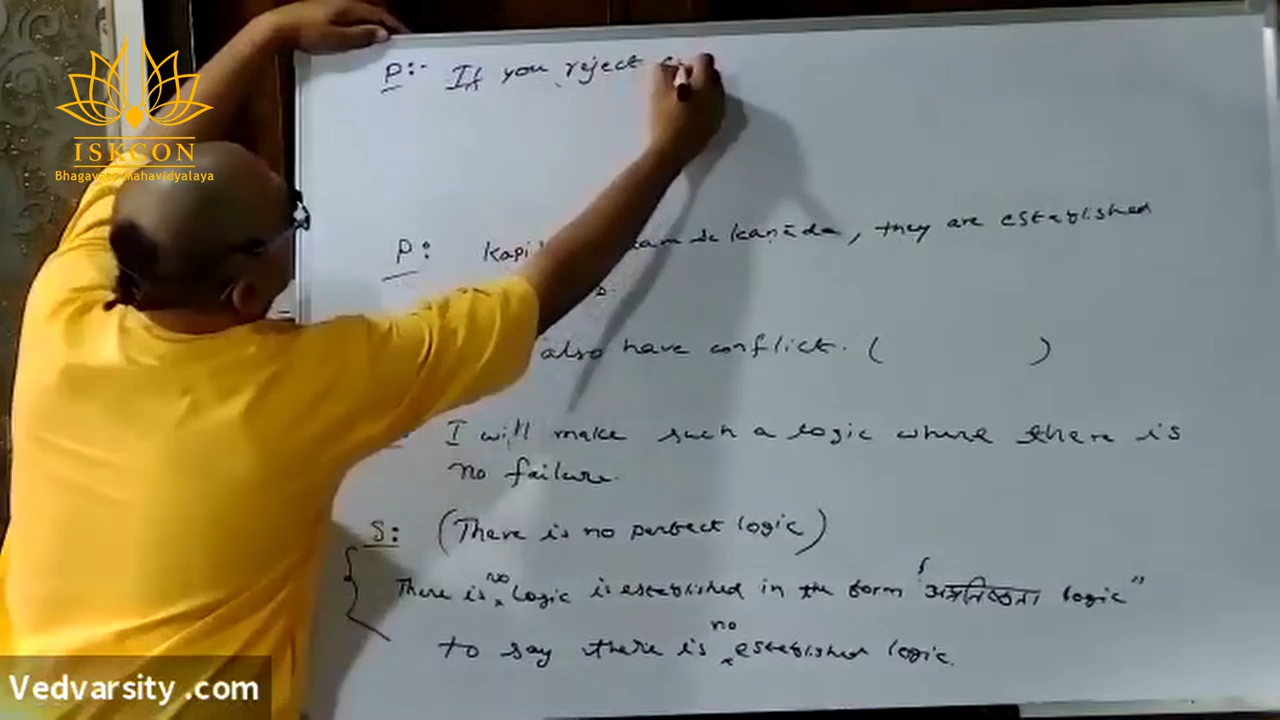 ISKCON
Bhagavata Mahavidyalaya
P:- If you reject
P: Kapi kaṇāda, they are established
also have conflict. ( )
I will make such a logic where there is
no failure.
S: (There is no perfect logic)
There is no logic is established in the form 'अप्रतिष्ठित logic"
to say there is no established logic.
Vedvarsity .com